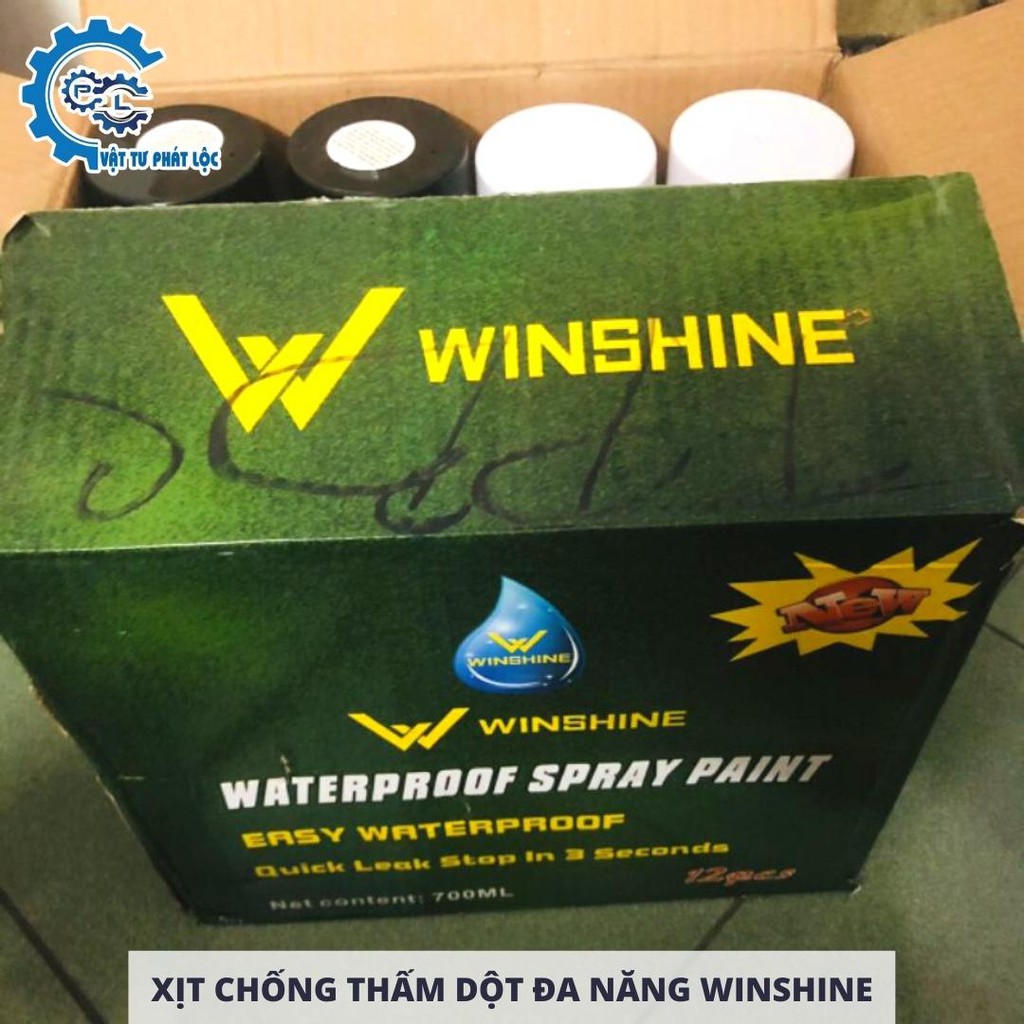 P L
VẬT TƯ PHÁT LỘC
WINSHINE
NeW
WINSHINE
WINSHINE
WATERPROOF SPRAY PAINT
EASY WATERPROOF
Quick Leak Stop In 3 Seconds
12pcs
Net content: 700ML
XỊT CHỐNG THẤM DỘT ĐA NĂNG WINSHINE